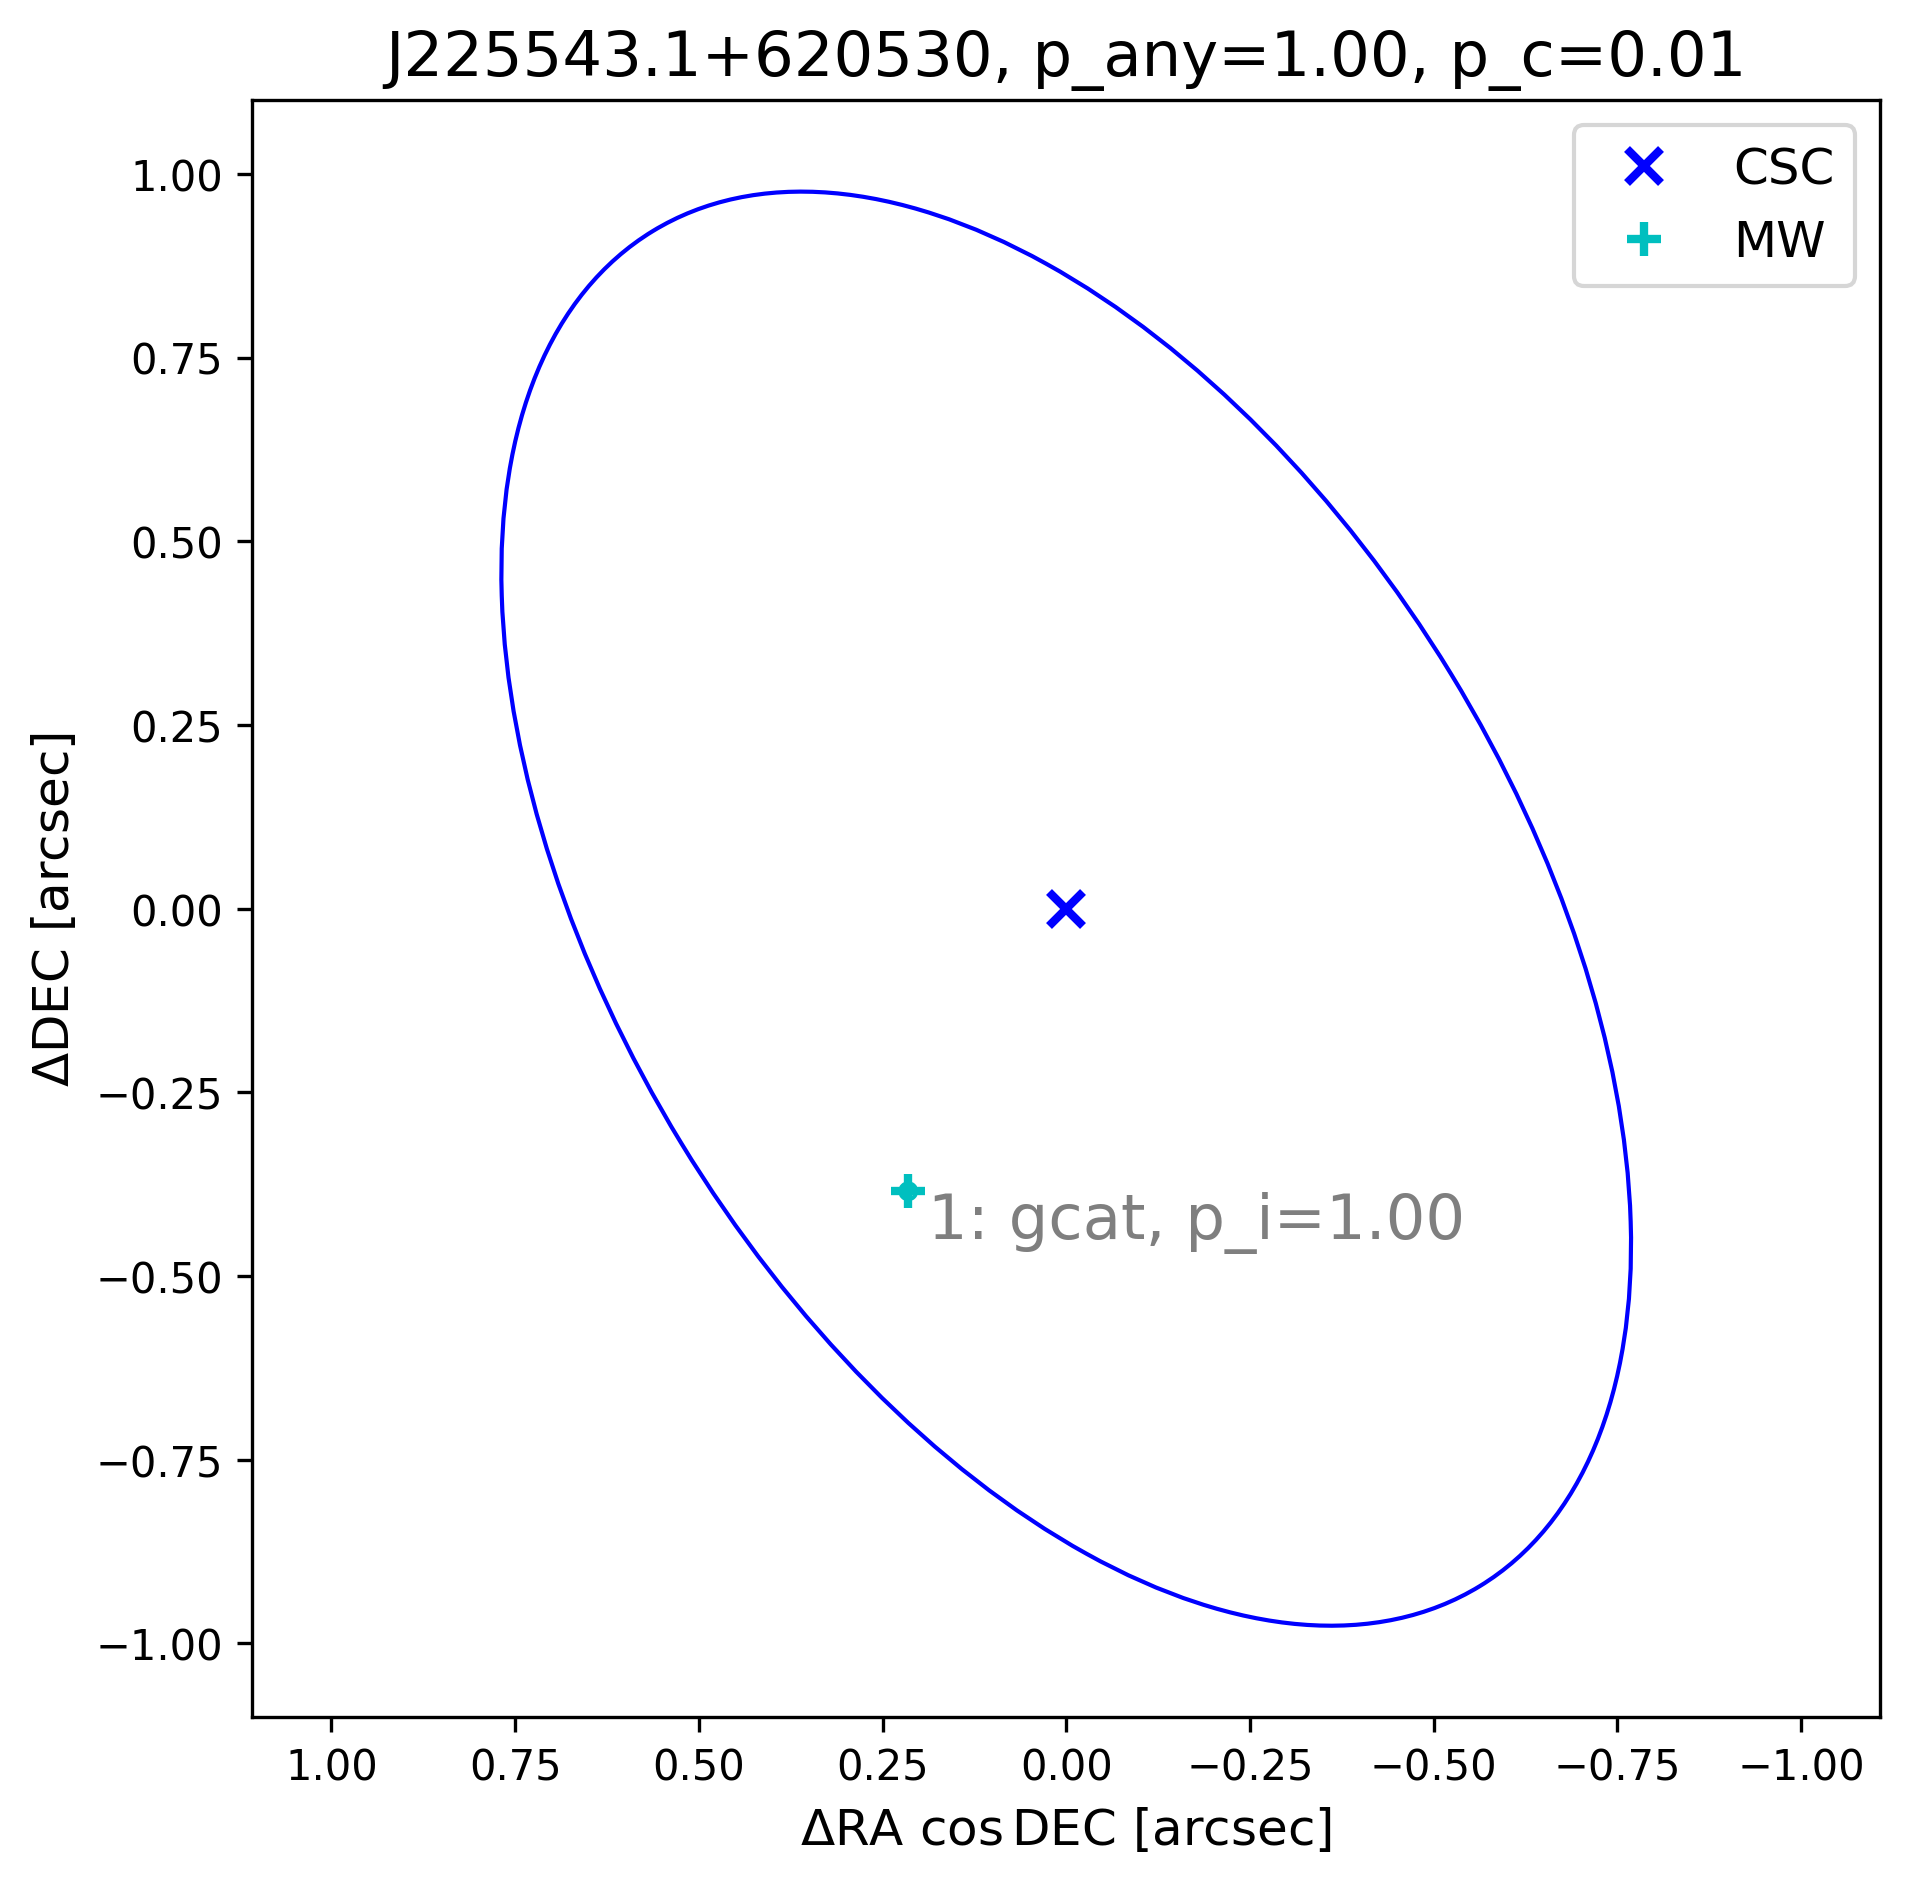 J225543.1+620530, p_any=1.00, p_c=0.01
CSC
MW
1.00
0.75
0.50
0.25
0.00
−0.25
−0.50
−0.75
−1.00
ΔDEC [arcsec]
1: gcat, p_i=1.00
1.00 0.75 0.50 0.25 0.00 −0.25 −0.50 −0.75 −1.00
ΔRA cos DEC [arcsec]